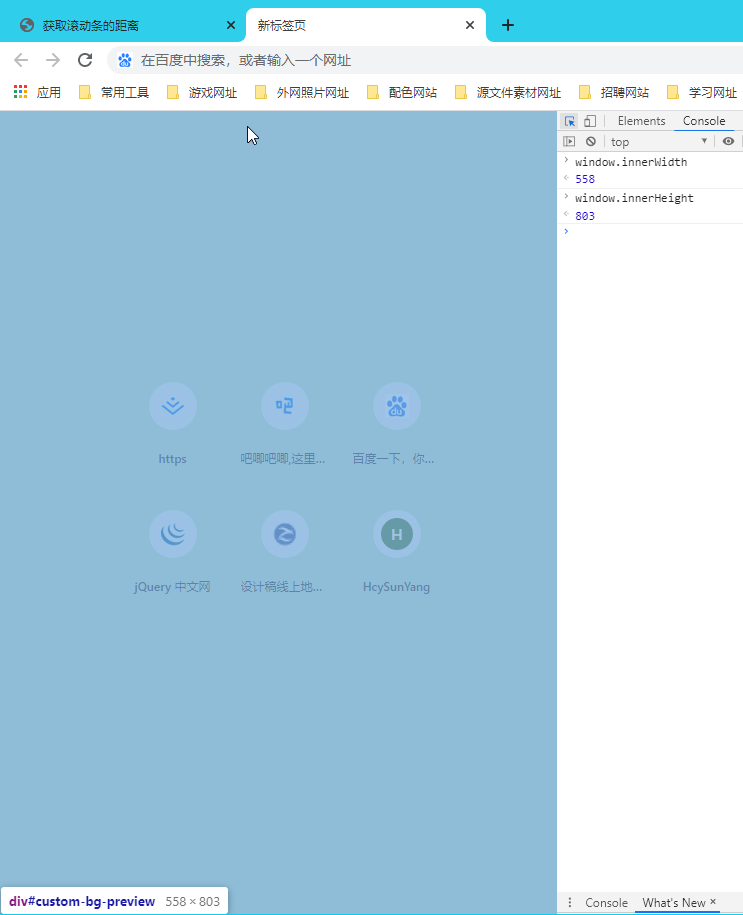 获取滚动条的距离
新标签页
在百度中搜索，或者输入一个网址
应用 常用工具 游戏网址 外网照片网址 配色网站 源文件素材网址 招聘网站 学习网址
Elements Console
top
window.innerWidth
558
window.innerHeight
803
https 吧唧吧唧,这里... 百度一下，你...
jQuery 中文网 设计稿线上地... HcySunYang
H
div#custom-bg-preview 558 × 803
Console What's New